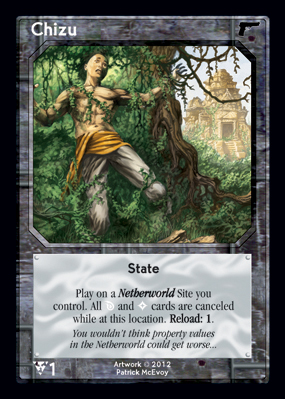 Chizu
State
Play on a Netherworld Site you
control. All and cards are canceled
while at this location. Reload: 1.
You wouldn't think property values
in the Netherworld could get worse...
1
Artwork © 2012
Patrick McEvoy